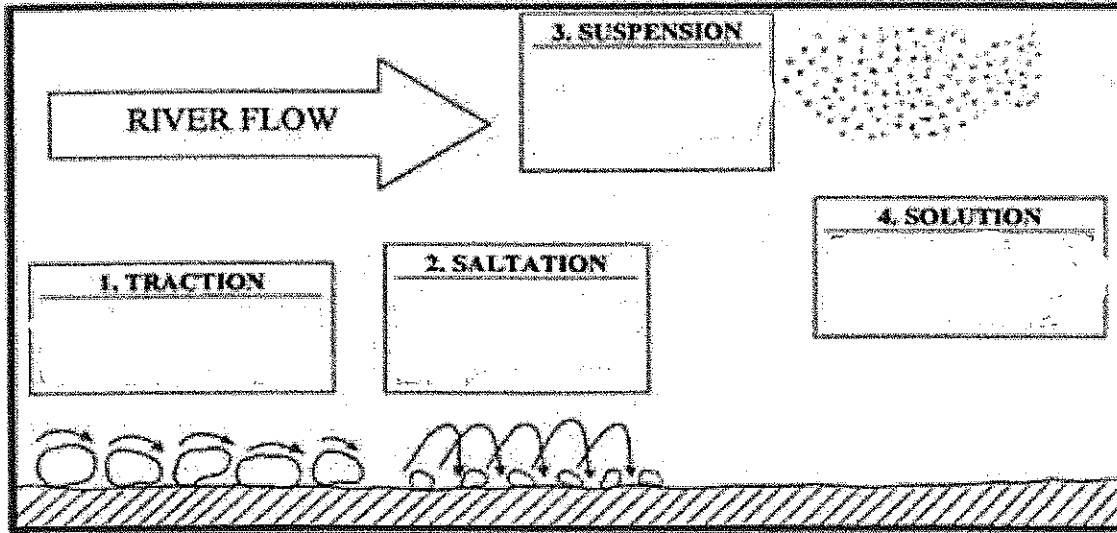 3. SUSPENSION
RIVER FLOW
4. SOLUTION
2. SALTATION
1. TRACTION